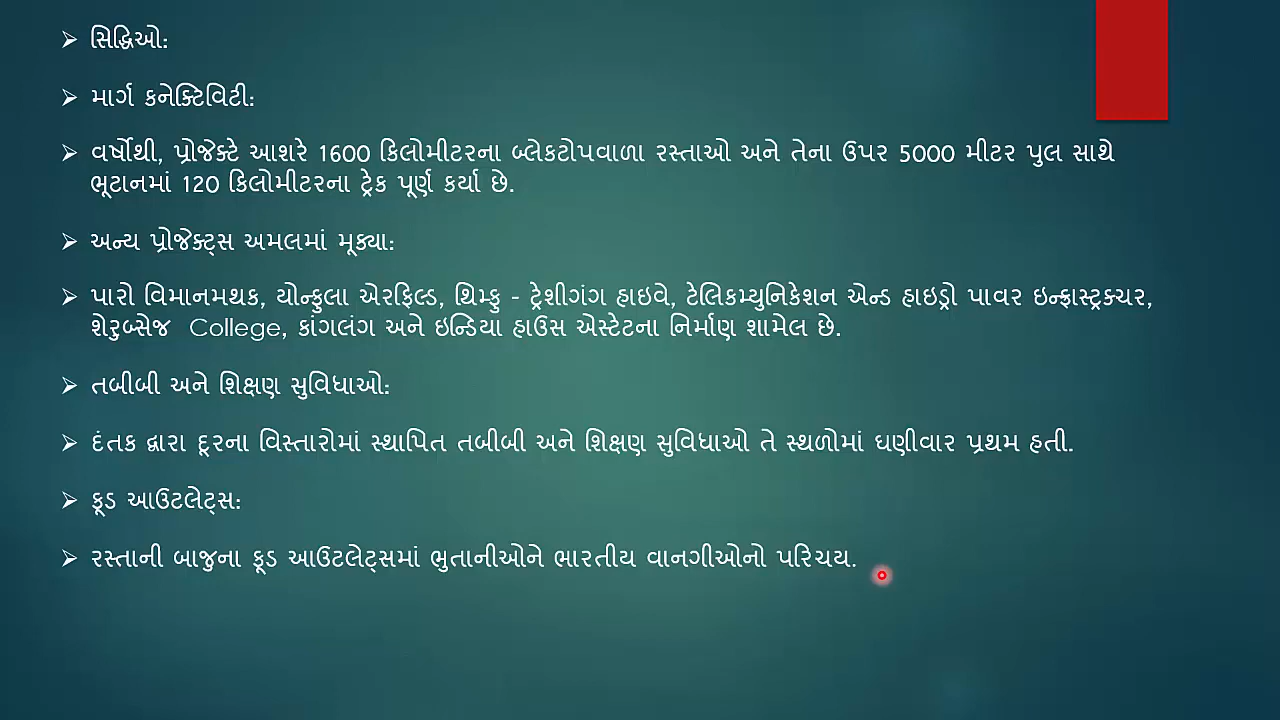 સિદ્ધિઓ:
માર્ગ કનેક્ટિવિટી:
વર્ષોથી, પ્રોજેક્ટે આશરે 1600 કિલોમીટરના બ્લેકટોપવાળા રસ્તાઓ અને તેના ઉપર 5000 મીટર પુલ સાથે
ભૂટાનમાં 120 કિલોમીટરના ટ્રેક પૂર્ણ કર્યા છે.
અન્ય પ્રોજેક્ટ્સ અમલમાં મૂક્યા:
પારો વિમાનમથક, યોન્ફુલા એરફિલ્ડ, થિમ્ફુ - ટ્રેશીગંગ હાઇવે, ટેલિકમ્યુનિકેશન એન્ડ હાઇડ્રો પાવર ઇન્ફ્રાસ્ટ્રક્ચર,
શેરુબ્સેજ College, કાંગલંગ અને ઇન્ડિયા હાઉસ એસ્ટેટના નિર્માણ શામેલ છે.
તબીબી અને શિક્ષણ સુવિધાઓ:
દંતક દ્વારા દૂરના વિસ્તારોમાં સ્થાપિત તબીબી અને શિક્ષણ સુવિધાઓ તે સ્થળોમાં ઘણીવાર પ્રથમ હતી.
ફૂડ આઉટલેટ્સ:
રસ્તાની બાજુના ફૂડ આઉટલેટ્સમાં ભુતાનીઓને ભારતીય વાનગીઓનો પરિચય.